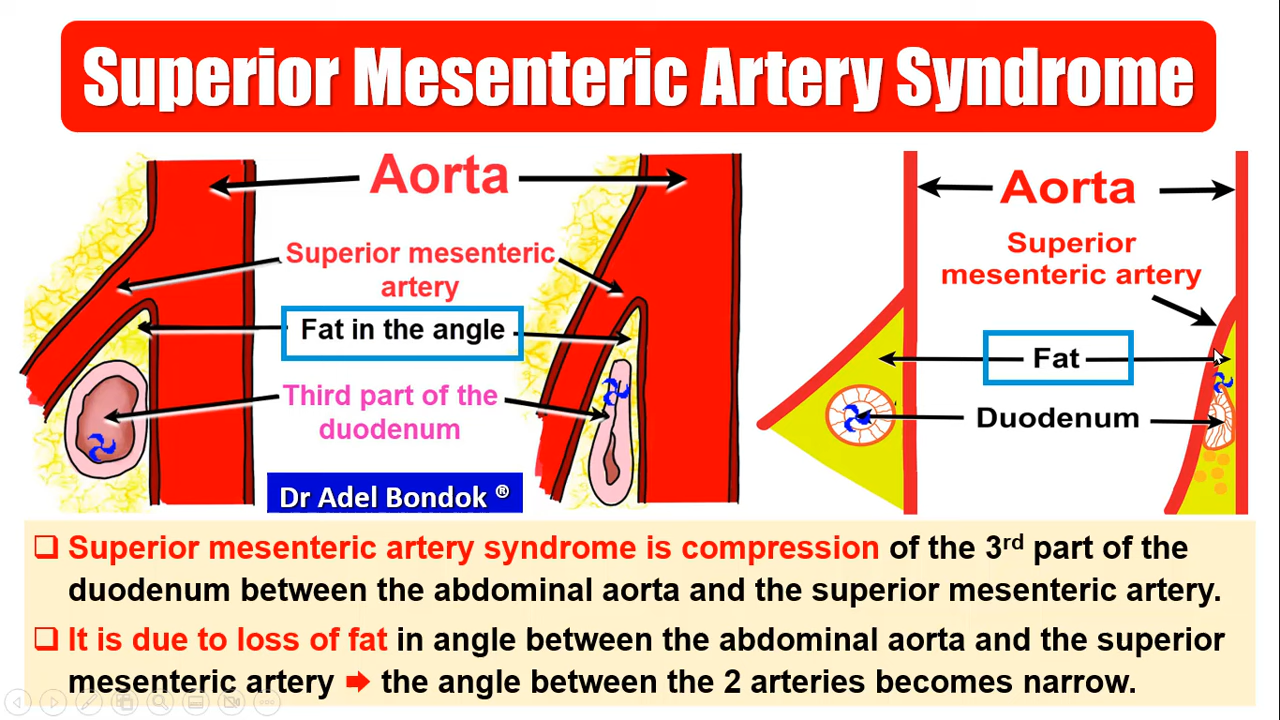 Superior Mesenteric Artery Syndrome
Aorta
Superior mesenteric
artery
Fat in the angle
Third part of the
duodenum
Dr Adel Bondok ®
Aorta
Superior
mesenteric artery
Fat
Duodenum
❑ Superior mesenteric artery syndrome is compression of the 3rd part of the
duodenum between the abdominal aorta and the superior mesenteric artery.
❑ It is due to loss of fat in angle between the abdominal aorta and the superior
mesenteric artery ➡ the angle between the 2 arteries becomes narrow.